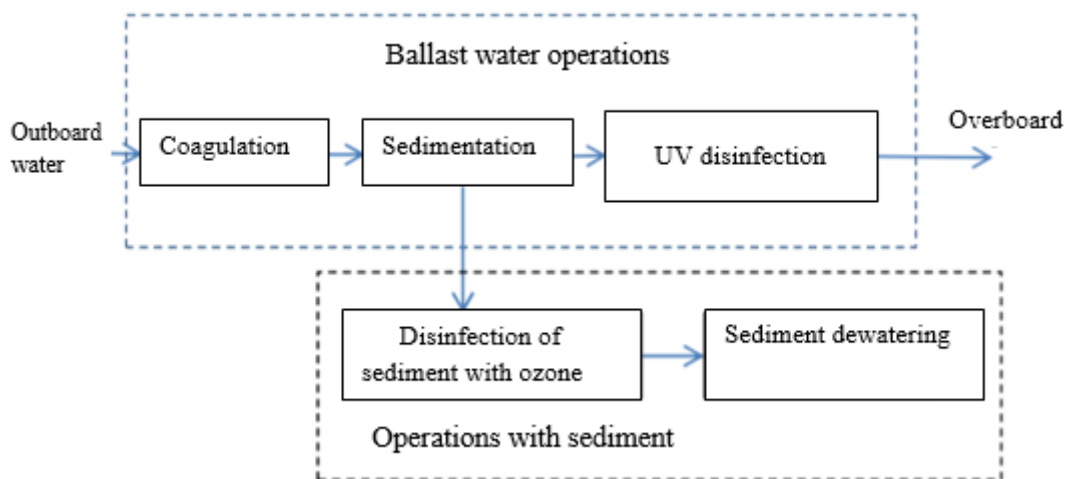 Ballast water operations
Outboard
water
Coagulation
Sedimentation
UV disinfection
Overboard
Disinfection of
sediment with ozone
Sediment dewatering
Operations with sediment